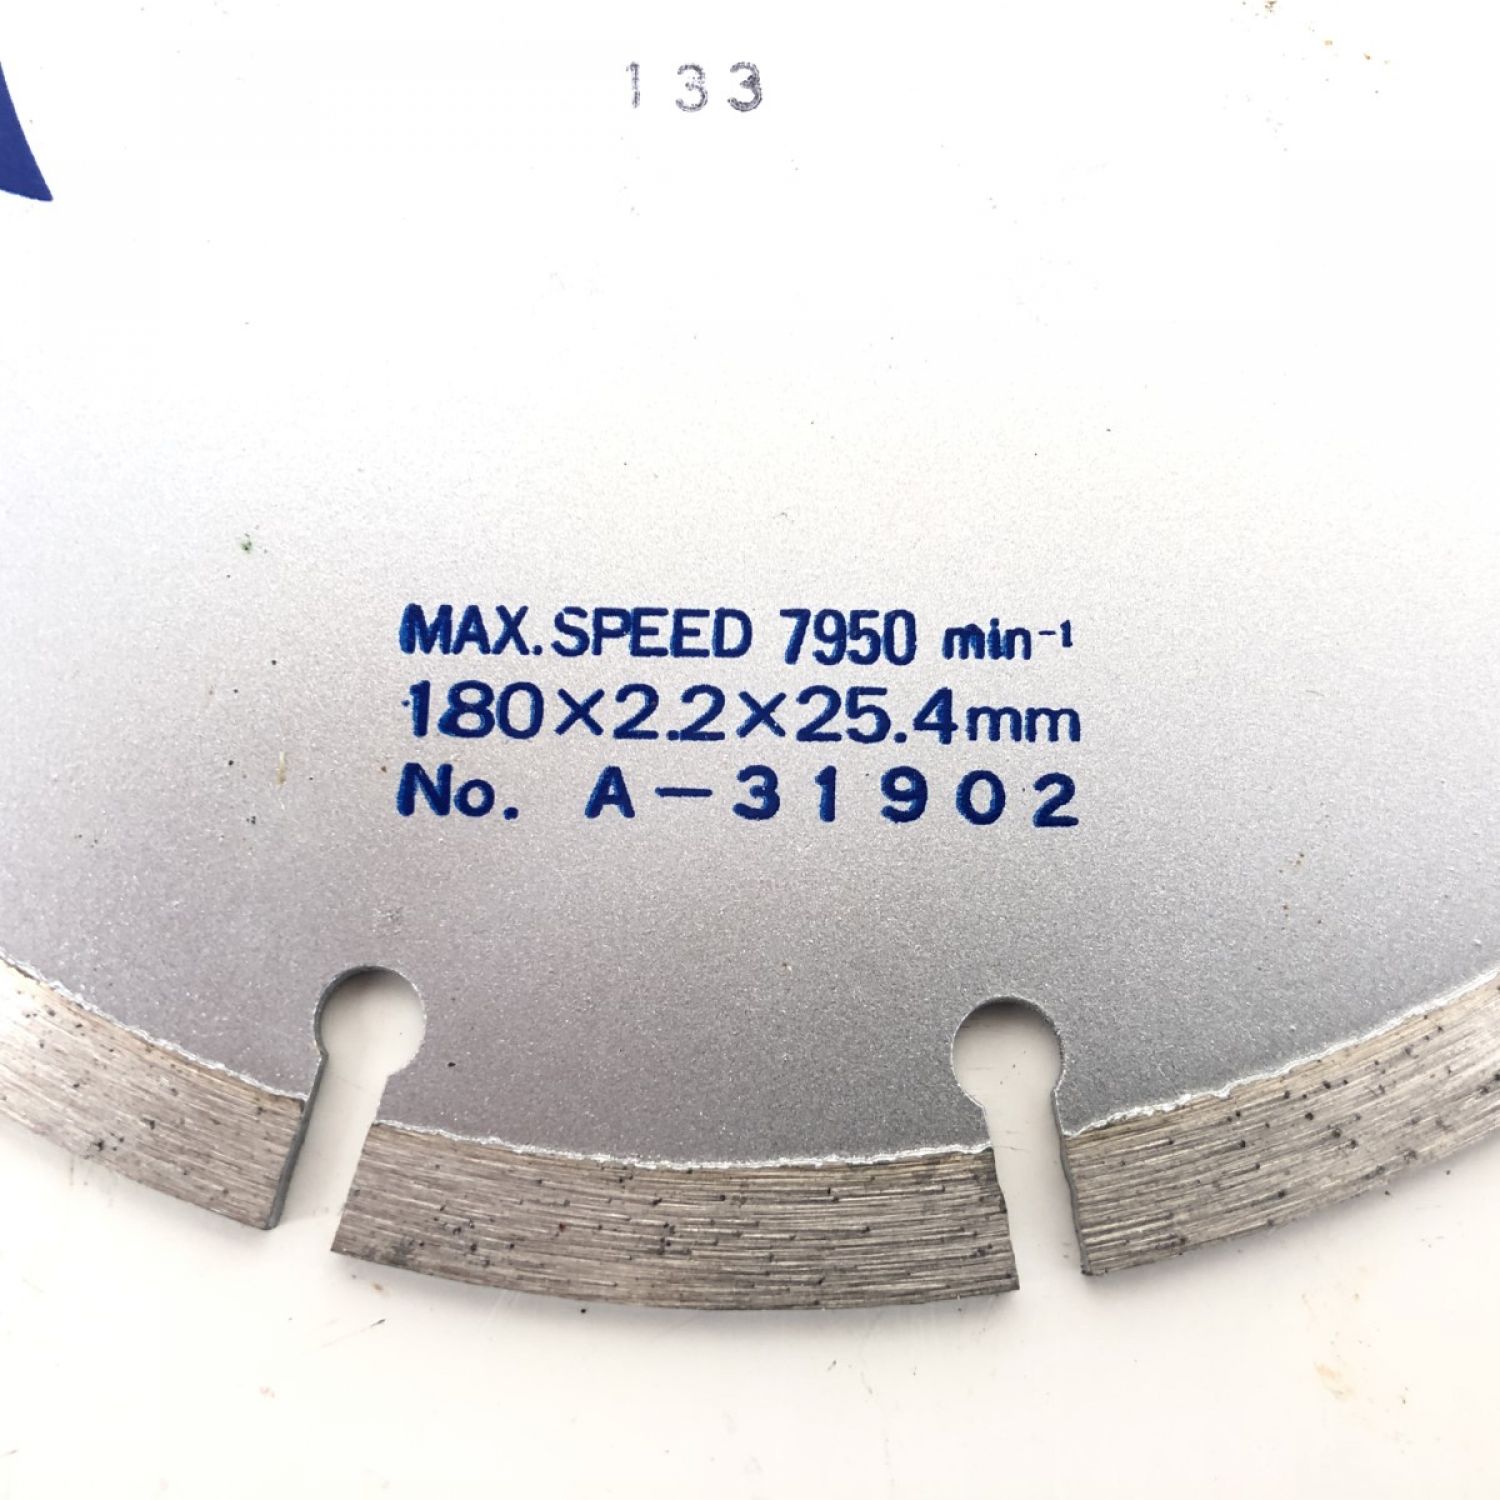 133
MAX.SPEED 7950 min⁻¹
180×2.2×25.4mm
No. A-31902